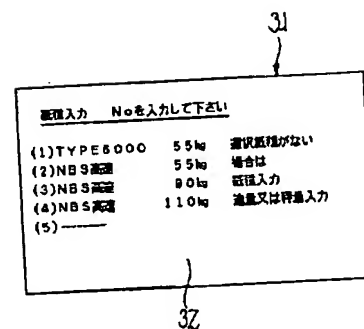 31
紙種入力 Noを入力して下さい
(1)TYPE6000 55kg 選択紙種がない
(2)NBS高速 55kg 場合は
(3)NBS高速 90kg 紙種入力
(4)NBS高速 110kg 連量又は秤量入力
(5)———
32